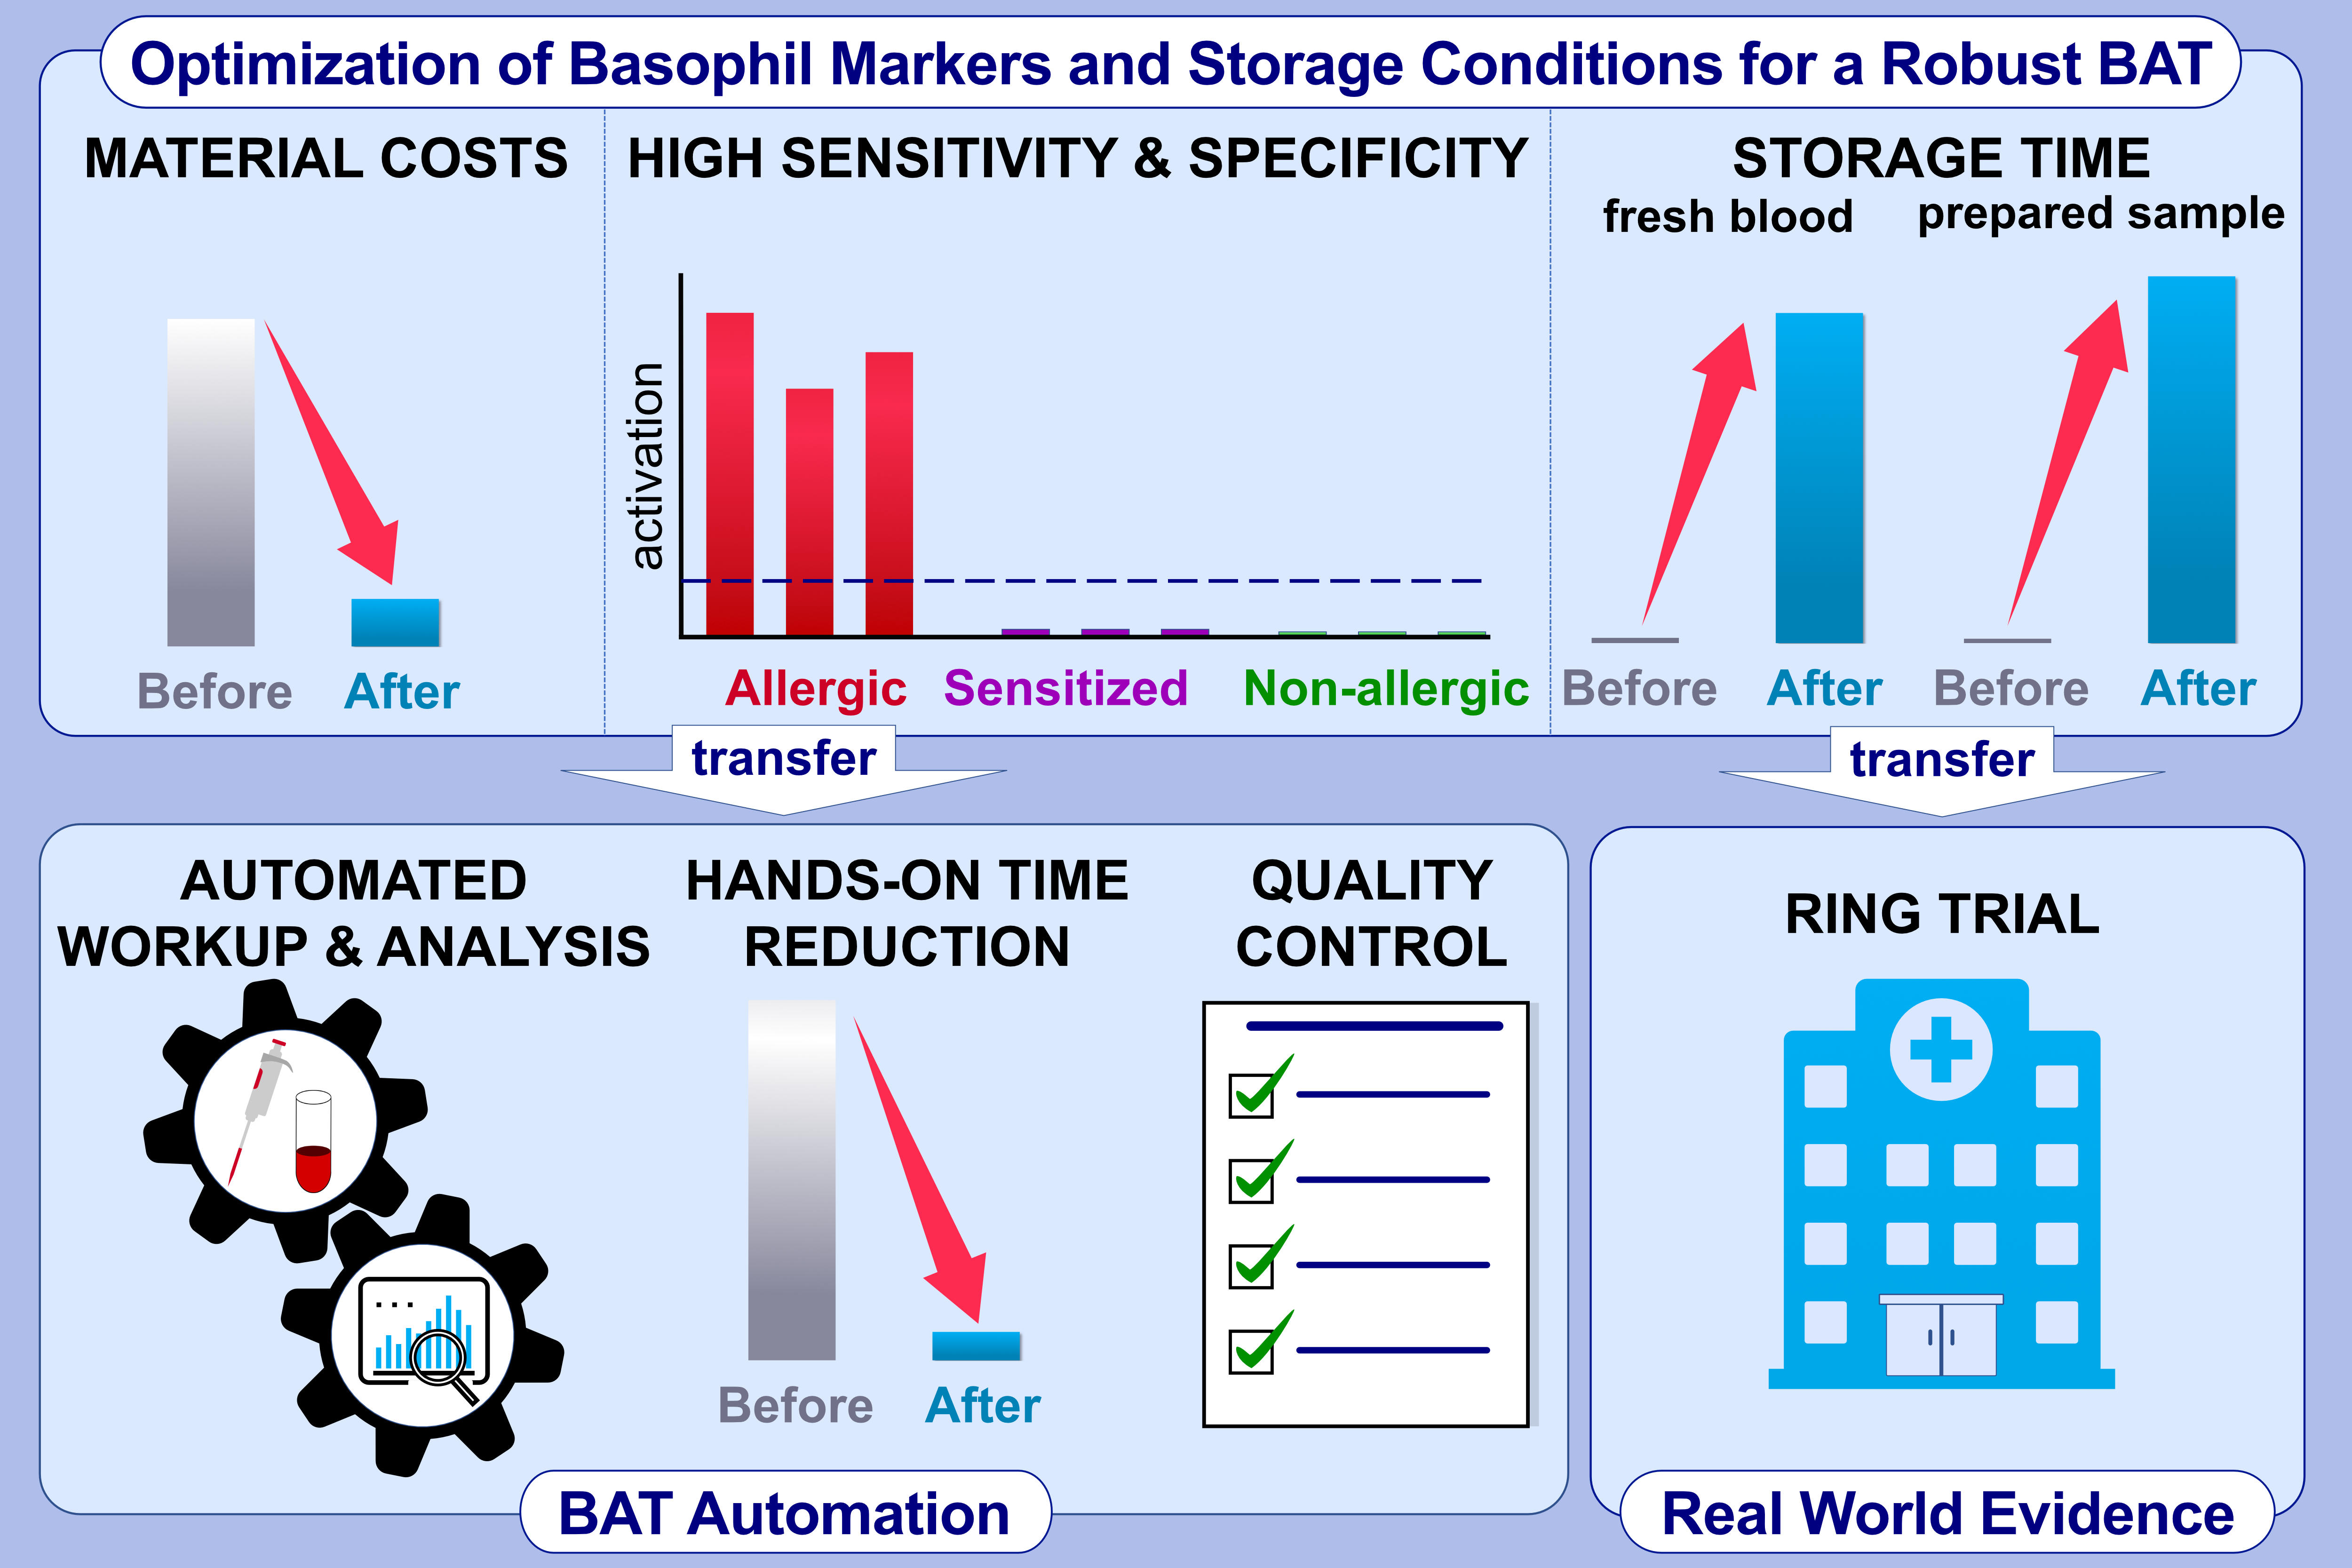 Optimization of Basophil Markers and Storage Conditions for a Robust BAT
MATERIAL COSTS
Before
After
HIGH SENSITIVITY & SPECIFICITY
activation
Allergic
Sensitized
Non-allergic
STORAGE TIME
fresh blood
prepared sample
Before
After
Before
After
transfer
transfer
AUTOMATED
WORKUP & ANALYSIS
HANDS-ON TIME
REDUCTION
Before
After
QUALITY
CONTROL
BAT Automation
RING TRIAL
Real World Evidence